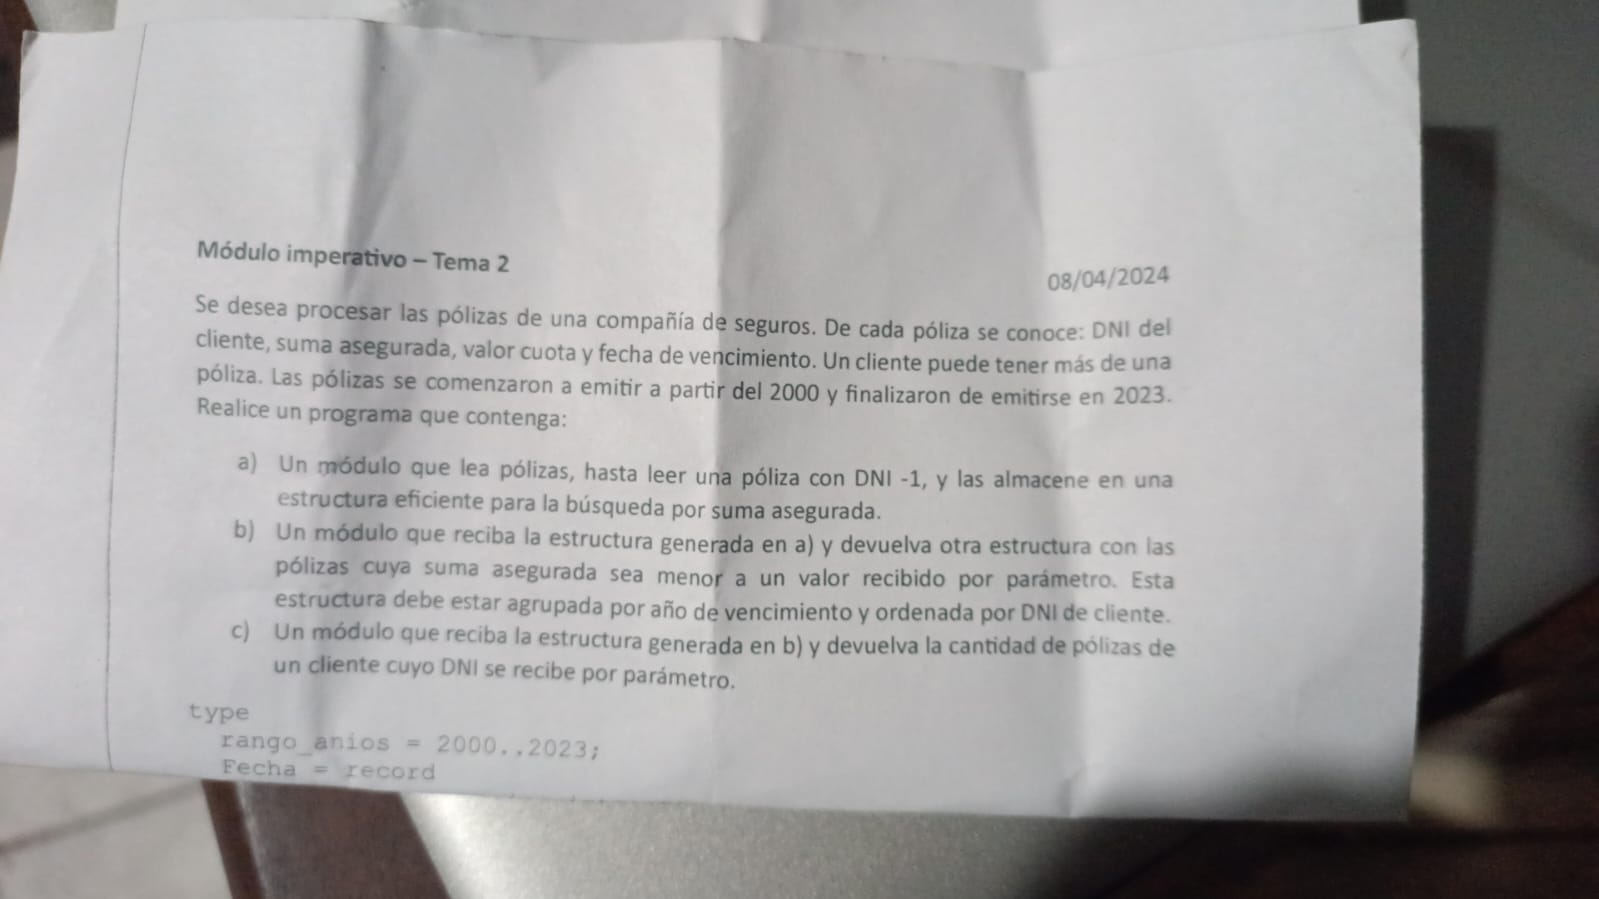 Módulo imperativo – Tema 2
08/04/2024
Se desea procesar las pólizas de una compañía de seguros. De cada póliza se conoce: DNI del
cliente, suma asegurada, valor cuota y fecha de vencimiento. Un cliente puede tener más de una
póliza. Las pólizas se comenzaron a emitir a partir del 2000 y finalizaron de emitirse en 2023.
Realice un programa que contenga:
a) Un módulo que lea pólizas, hasta leer una póliza con DNI -1, y las almacene en una
estructura eficiente para la búsqueda por suma asegurada.
b) Un módulo que reciba la estructura generada en a) y devuelva otra estructura con las
pólizas cuya suma asegurada sea menor a un valor recibido por parámetro. Esta
estructura debe estar agrupada por año de vencimiento y ordenada por DNI de cliente.
c) Un módulo que reciba la estructura generada en b) y devuelva la cantidad de pólizas de
un cliente cuyo DNI se recibe por parámetro.
type
rango_anios = 2000..2023;
Fecha = record